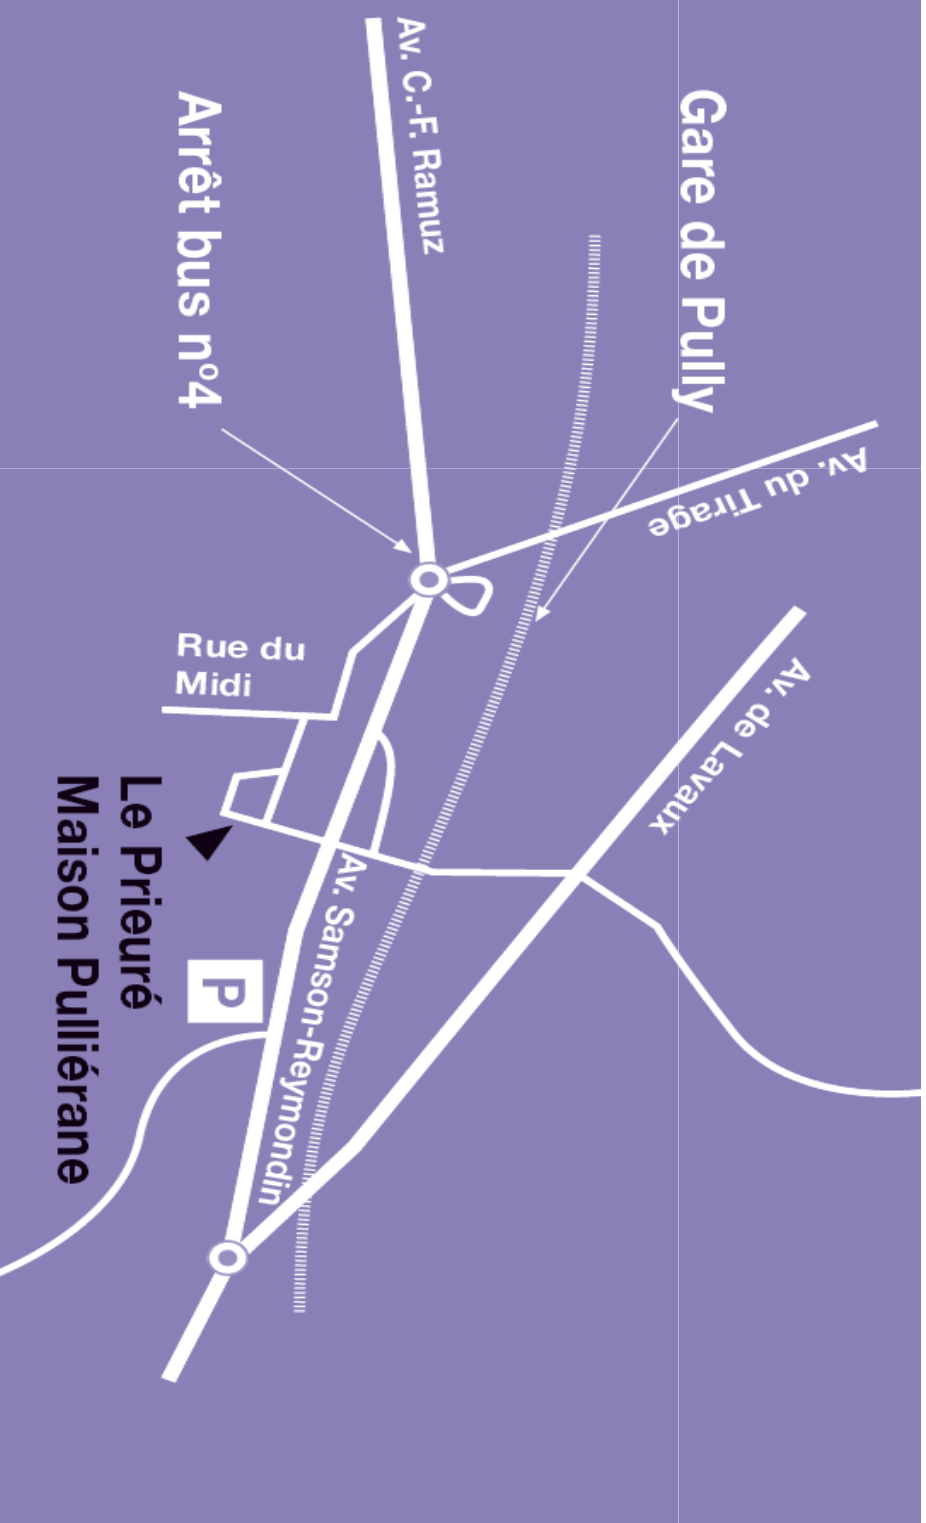 Gare de Pully
Av. du Tirage
Av. C.-F. Ramuz
Av. de Lavaux
Arrêt bus nº4
Rue du
Midi
Av. Samson-Reymondin
P
Le Prieuré
Maison Pulliérane